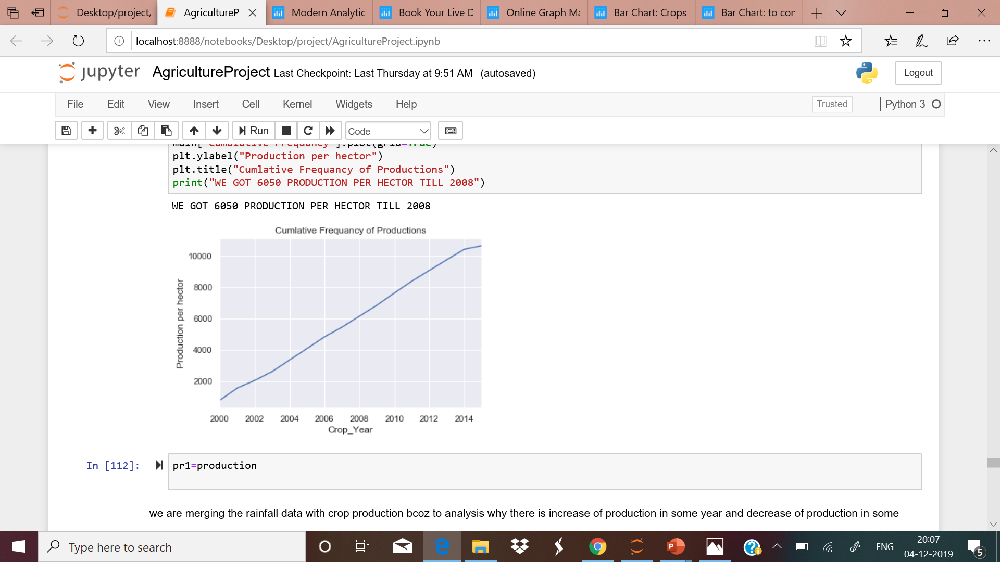 Desktop/project,
AgricultureP
Modern Analytic
Book Your Live D
Online Graph Ma
Bar Chart: Crops
Bar Chart: to con
localhost:8888/notebooks/Desktop/project/AgricultureProject.ipynb
jupyter AgricultureProject Last Checkpoint: Last Thursday at 9:51 AM (autosaved)
Logout
File Edit View Insert Cell Kernel Widgets Help
Trusted
Python 3
Run
Code
plt.ylabel("Production per hector")
plt.title("Cumlative Frequancy of Productions")
print("WE GOT 6050 PRODUCTION PER HECTOR TILL 2008")
WE GOT 6050 PRODUCTION PER HECTOR TILL 2008
Cumlative Frequancy of Productions
10000
8000
6000
4000
2000
Production per hector
2000 2002 2004 2006 2008 2010 2012 2014
Crop_Year
In [112]:
pr1=production
we are merging the rainfall data with crop production bcoz to analysis why there is increase of production in some year and decrease of production in some
Type here to search
ENG
20:07
04-12-2019
5